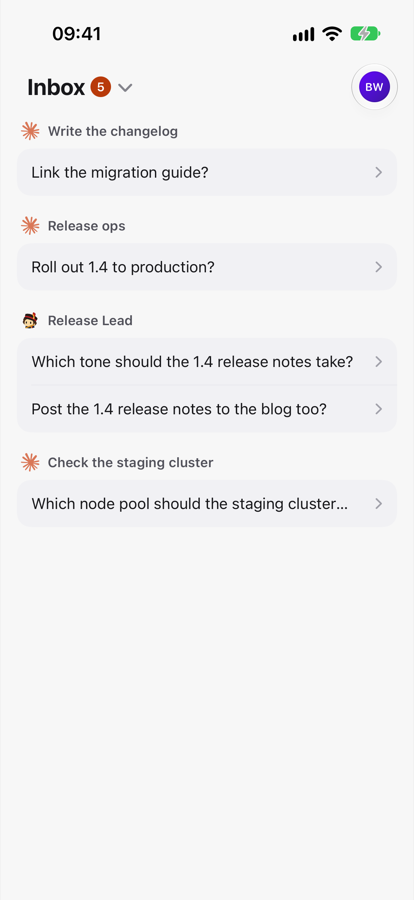 09:41
Inbox 5
BW
Write the changelog
Link the migration guide?
Release ops
Roll out 1.4 to production?
Release Lead
Which tone should the 1.4 release notes take?
Post the 1.4 release notes to the blog too?
Check the staging cluster
Which node pool should the staging cluster...